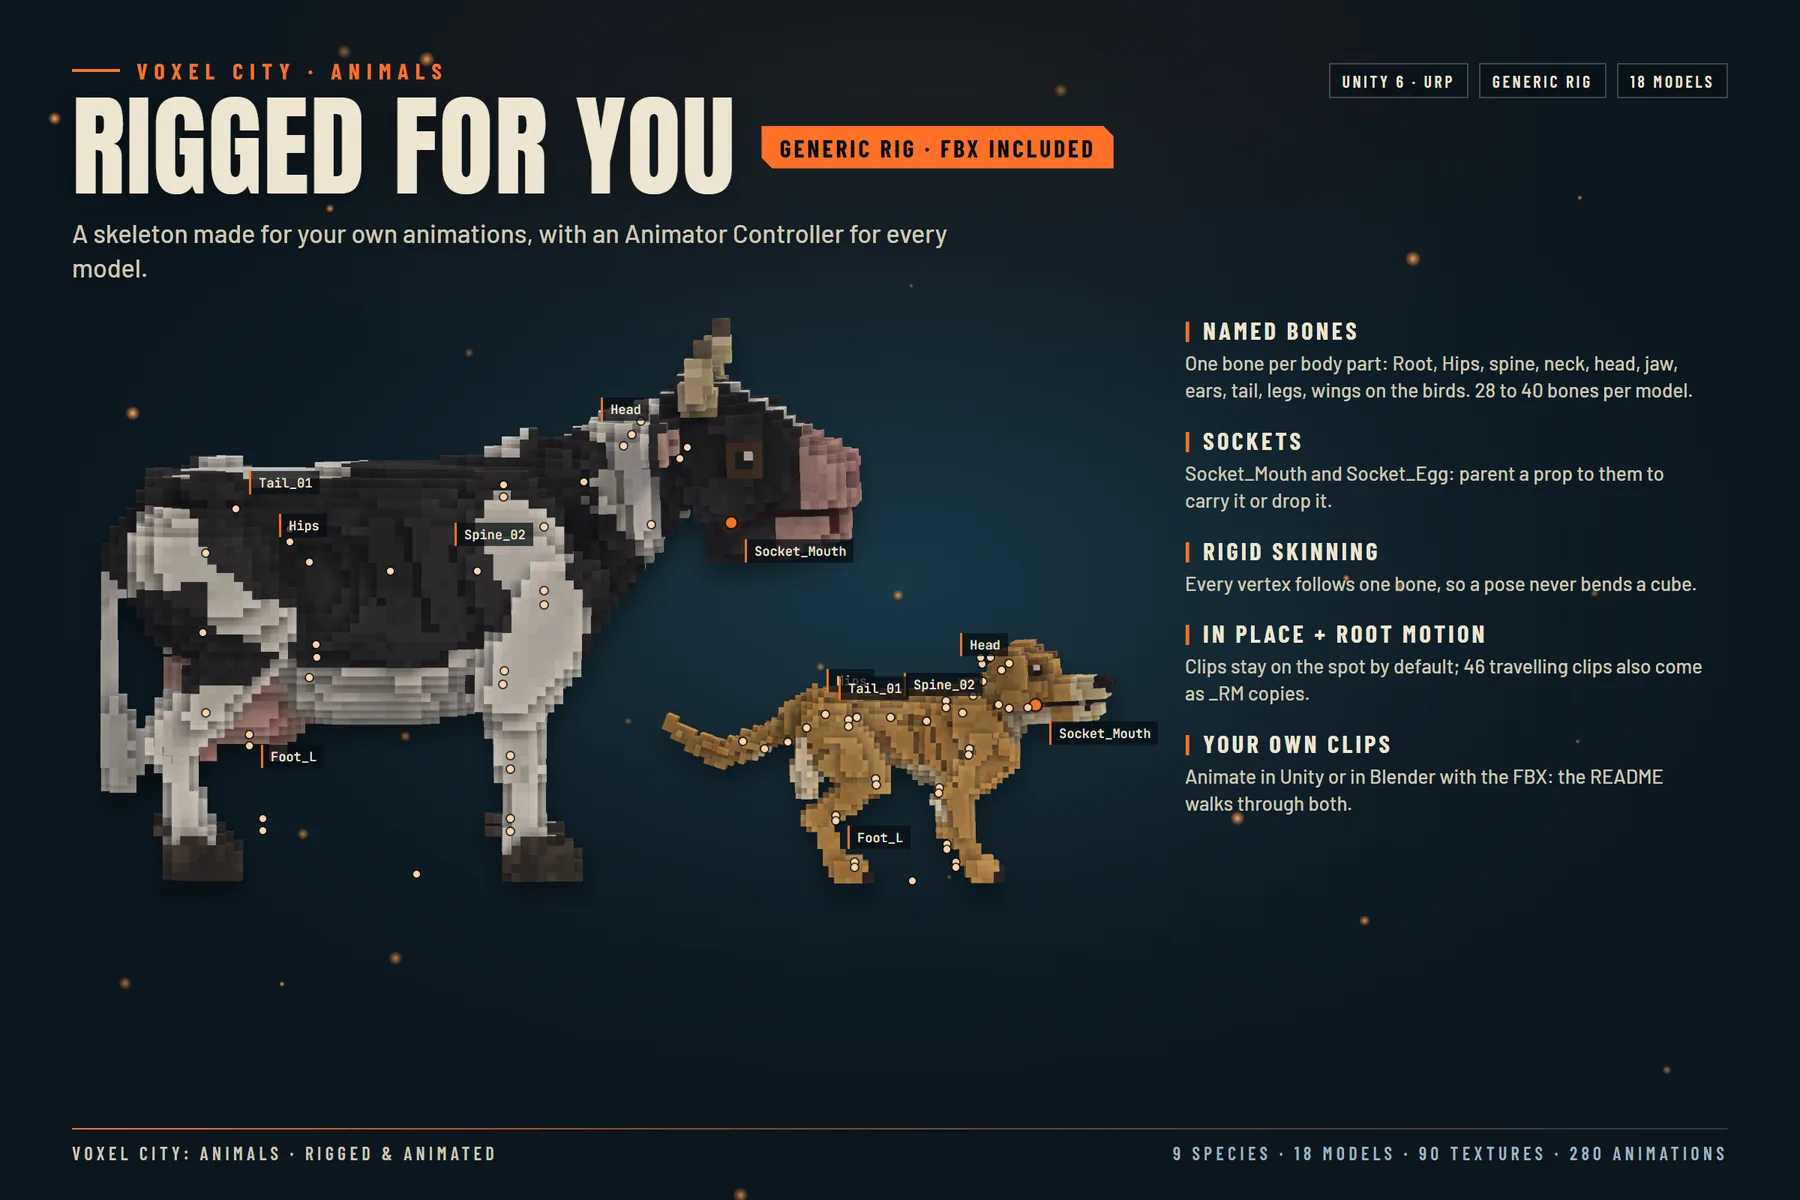 VOXEL CITY · ANIMALS
RIGGED FOR YOU
GENERIC RIG · FBX INCLUDED
UNITY 6 · URP
GENERIC RIG
18 MODELS
A skeleton made for your own animations, with an Animator Controller for every
model.
Head
Tail_01
Hips
Spine_02
Socket_Mouth
Foot_L
Head
Tail_01
Spine_02
Socket_Mouth
Foot_L
NAMED BONES
One bone per body part: Root, Hips, spine, neck, head, jaw,
ears, tail, legs, wings on the birds. 28 to 40 bones per model.
SOCKETS
Socket_Mouth and Socket_Egg: parent a prop to them to
carry it or drop it.
RIGID SKINNING
Every vertex follows one bone, so a pose never bends a cube.
IN PLACE + ROOT MOTION
Clips stay on the spot by default; 46 travelling clips also come
as _RM copies.
YOUR OWN CLIPS
Animate in Unity or in Blender with the FBX: the README
walks through both.
VOXEL CITY: ANIMALS · RIGGED & ANIMATED
9 SPECIES · 18 MODELS · 90 TEXTURES · 280 ANIMATIONS